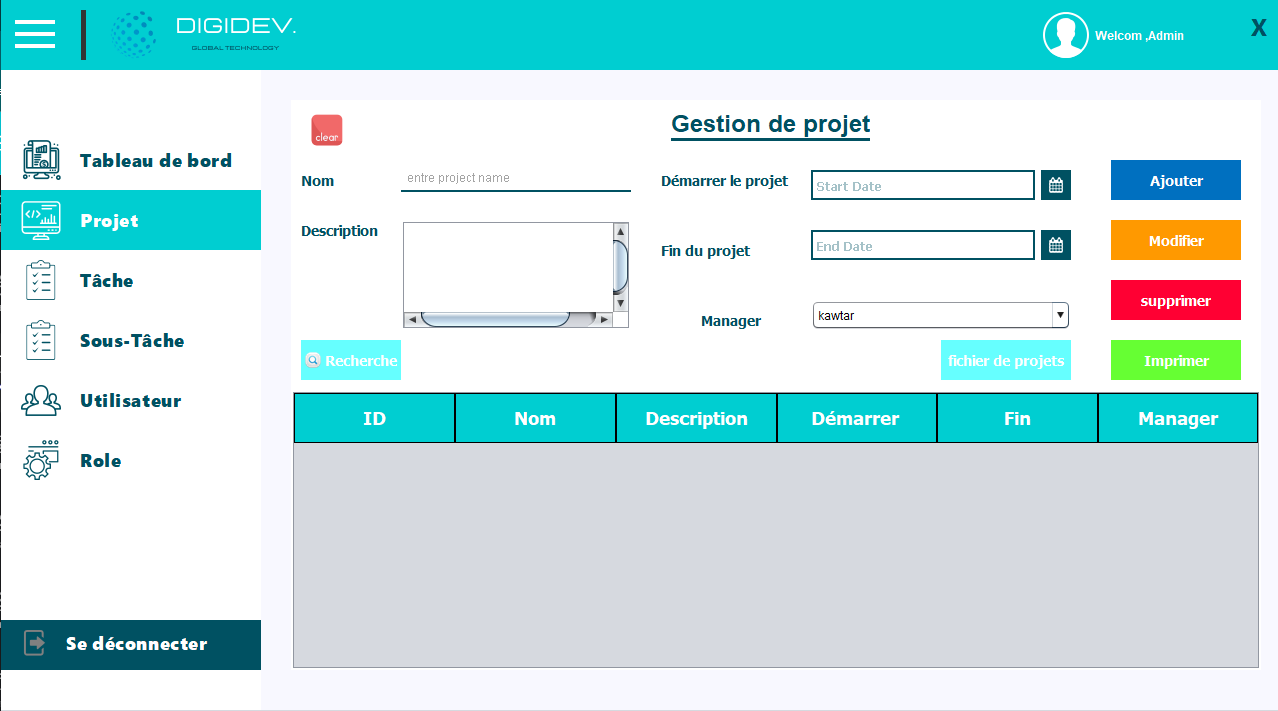 DIGIDEV.
GLOBAL TECHNOLOGY
Welcom ,Admin
X
Tableau de bord
Projet
Tâche
Sous-Tâche
Utilisateur
Role
Se déconnecter
clear
Gestion de projet
Nom
entre project name
Démarrer le projet
Start Date
Ajouter
Description
Fin du projet
End Date
Modifier
Manager
kawtar
supprimer
Recherche
fichier de projets
Imprimer
ID Nom Description Démarrer Fin Manager